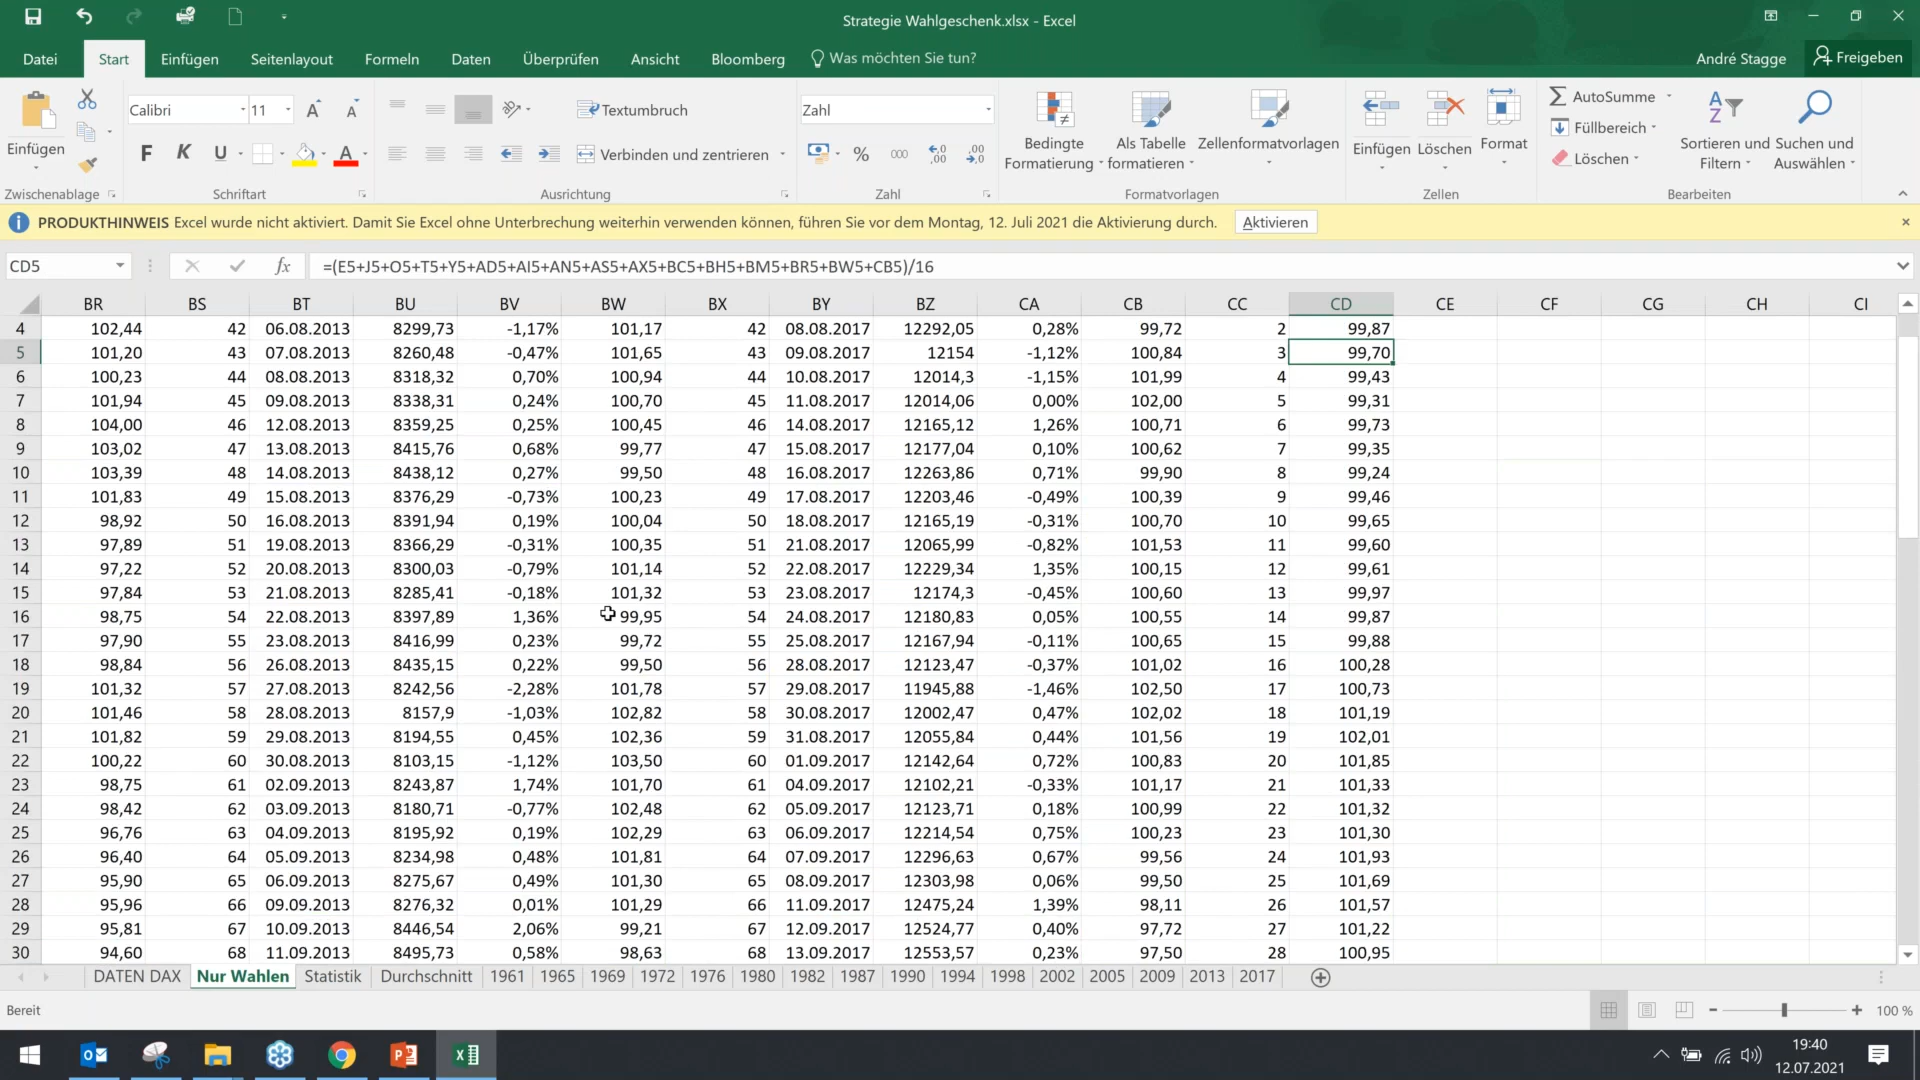 Strategie Wahlgeschenk.xlsx - Excel
Datei Start Einfügen Seitenlayout Formeln Daten Überprüfen Ansicht Bloomberg Was möchten Sie tun? André Stagge Freigeben
Einfügen
Zwischenablage
Calibri 11
F K U
Schriftart
Textumbruch
Verbinden und zentrieren
Ausrichtung
Zahl
% 000
Zahl
Bedingte Formatierung
Als Tabelle formatieren
Zellenformatvorlagen
Formatvorlagen
Einfügen Löschen Format
Zellen
AutoSumme
Füllbereich
Löschen
Sortieren und Filtern
Suchen und Auswählen
Bearbeiten
PRODUKTHINWEIS Excel wurde nicht aktiviert. Damit Sie Excel ohne Unterbrechung weiterhin verwenden können, führen Sie vor dem Montag, 12. Juli 2021 die Aktivierung durch. Aktivieren
CD5 fx =(E5+J5+O5+T5+Y5+AD5+AI5+AN5+AS5+AX5+BC5+BH5+BM5+BR5+BW5+CB5)/16
BR BS BT BU BV BW BX BY BZ CA CB CC CD CE CF CG CH CI
4 102,44 42 06.08.2013 8299,73 -1,17% 101,17 42 08.08.2017 12292,05 0,28% 99,72 2 99,87
5 101,20 43 07.08.2013 8260,48 -0,47% 101,65 43 09.08.2017 12154 -1,12% 100,84 3 99,70
6 100,23 44 08.08.2013 8318,32 0,70% 100,94 44 10.08.2017 12014,3 -1,15% 101,99 4 99,43
7 101,94 45 09.08.2013 8338,31 0,24% 100,70 45 11.08.2017 12014,06 0,00% 102,00 5 99,31
8 104,00 46 12.08.2013 8359,25 0,25% 100,45 46 14.08.2017 12165,12 1,26% 100,71 6 99,73
9 103,02 47 13.08.2013 8415,76 0,68% 99,77 47 15.08.2017 12177,04 0,10% 100,62 7 99,35
10 103,39 48 14.08.2013 8438,12 0,27% 99,50 48 16.08.2017 12263,86 0,71% 99,90 8 99,24
11 101,83 49 15.08.2013 8376,29 -0,73% 100,23 49 17.08.2017 12203,46 -0,49% 100,39 9 99,46
12 98,92 50 16.08.2013 8391,94 0,19% 100,04 50 18.08.2017 12165,19 -0,31% 100,70 10 99,65
13 97,89 51 19.08.2013 8366,29 -0,31% 100,35 51 21.08.2017 12065,99 -0,82% 101,53 11 99,60
14 97,22 52 20.08.2013 8300,03 -0,79% 101,14 52 22.08.2017 12229,34 1,35% 100,15 12 99,61
15 97,84 53 21.08.2013 8285,41 -0,18% 101,32 53 23.08.2017 12174,3 -0,45% 100,60 13 99,97
16 98,75 54 22.08.2013 8397,89 1,36% 99,95 54 24.08.2017 12180,83 0,05% 100,55 14 99,87
17 97,90 55 23.08.2013 8416,99 0,23% 99,72 55 25.08.2017 12167,94 -0,11% 100,65 15 99,88
18 98,84 56 26.08.2013 8435,15 0,22% 99,50 56 28.08.2017 12123,47 -0,37% 101,02 16 100,28
19 101,32 57 27.08.2013 8242,56 -2,28% 101,78 57 29.08.2017 11945,88 -1,46% 102,50 17 100,73
20 101,46 58 28.08.2013 8157,9 -1,03% 102,82 58 30.08.2017 12002,47 0,47% 102,02 18 101,19
21 101,82 59 29.08.2013 8194,55 0,45% 102,36 59 31.08.2017 12055,84 0,44% 101,56 19 102,01
22 100,22 60 30.08.2013 8103,15 -1,12% 103,50 60 01.09.2017 12142,64 0,72% 100,83 20 101,85
23 98,75 61 02.09.2013 8243,87 1,74% 101,70 61 04.09.2017 12102,21 -0,33% 101,17 21 101,33
24 98,42 62 03.09.2013 8180,71 -0,77% 102,48 62 05.09.2017 12123,71 0,18% 100,99 22 101,32
25 96,76 63 04.09.2013 8195,92 0,19% 102,29 63 06.09.2017 12214,54 0,75% 100,23 23 101,30
26 96,40 64 05.09.2013 8234,98 0,48% 101,81 64 07.09.2017 12296,63 0,67% 99,56 24 101,93
27 95,90 65 06.09.2013 8275,67 0,49% 101,30 65 08.09.2017 12303,98 0,06% 99,50 25 101,69
28 95,96 66 09.09.2013 8276,32 0,01% 101,29 66 11.09.2017 12475,24 1,39% 98,11 26 101,57
29 95,81 67 10.09.2013 8446,54 2,06% 99,21 67 12.09.2017 12524,77 0,40% 97,72 27 101,22
30 94,60 68 11.09.2013 8495,73 0,58% 98,63 68 13.09.2017 12553,57 0,23% 97,50 28 100,95
DATEN DAX Nur Wahlen Statistik Durchschnitt 1961 1965 1969 1972 1976 1980 1982 1987 1990 1994 1998 2002 2005 2009 2013 2017
Bereit 100 %
19:40
12.07.2021